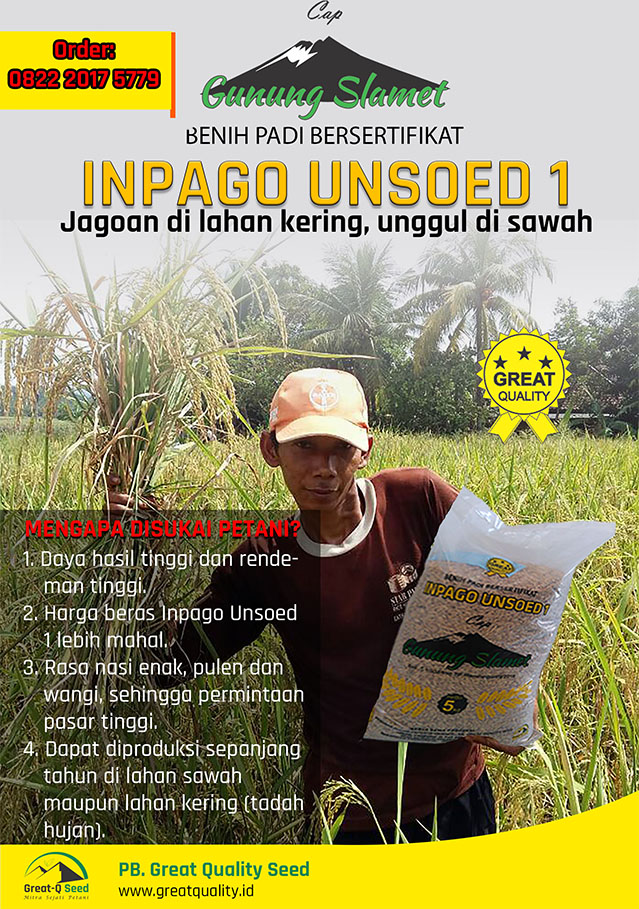 Cap
Order:
0822 2017 5779
Gunung Slamet
BENIH PADI BERSERTIFIKAT
INPAGO UNSOED 1
Jagoan di lahan kering, unggul di sawah
GREAT
QUALITY
MENGAPA DISUKAI PETANI?
1. Daya hasil tinggi dan rende-
man tinggi.
2. Harga beras Inpago Unsoed
1 lebih mahal.
3. Rasa nasi enak, pulen dan
wangi, sehingga permintaan
pasar tinggi.
4. Dapat diproduksi sepanjang
tahun di lahan sawah
maupun lahan kering (tadah
hujan).
BENIH PADI BERSERTIFIKAT
INPAGO UNSOED 1
Cap
Gunung Slamet
5
Great-Q Seed
Mitra Sejati Petani
PB. Great Quality Seed
www.greatquality.id